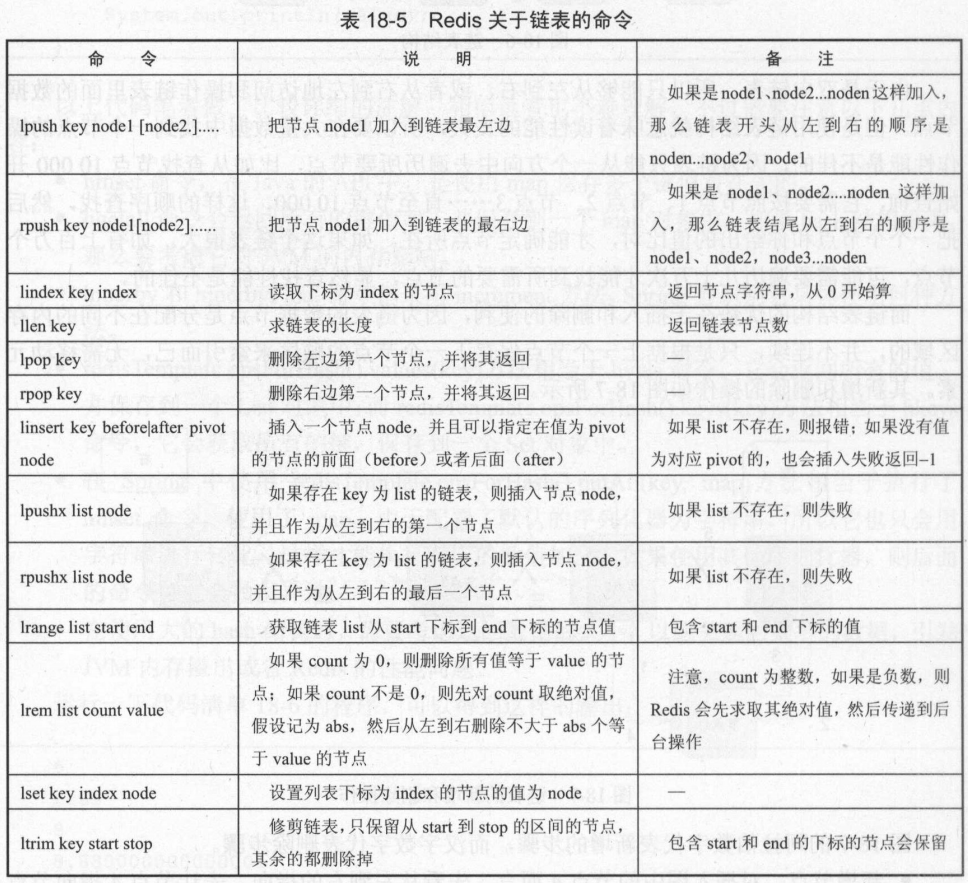 表 18-5 Redis 关于链表的命令
命 令 说 明 备 注
lpush key node1 [node2.]..... 把节点 node1 加入到链表最左边 如果是 node1、node2…noden 这样加入，
那么链表开头从左到右的顺序是
noden...node2、node1
rpush key node1[node2]...... 把节点 node1 加入到链表的最右边 如果是 node1、node2....noden 这样加
入，那么链表结尾从左到右的顺序是
node1、node2，node3...noden
lindex key index 读取下标为 index 的节点 返回节点字符串，从 0 开始算
llen key 求链表的长度 返回链表节点数
lpop key 删除左边第一个节点，并将其返回 —
rpop key 删除右边第一个节点，并将其返回 —
linsert key before|after pivot 插入一个节点 node，并且可以指定在值为 pivot 如果 list 不存在，则报错；如果没有值
node 的节点的前面（before）或者后面（after） 为对应 pivot 的，也会插入失败返回–1
lpushx list node 如果存在 key 为 list 的链表，则插入节点 node， 如果 list 不存在，则失败
并且作为从左到右的第一个节点
rpushx list node 如果存在 key 为 list 的链表，则插入节点 node， 如果 list 不存在，则失败
并且作为从左到右的最后一个节点
lrange list start end 获取链表 list 从 start 下标到 end 下标的节点值 包含 start 和 end 下标的值
lrem list count value 如果 count 为 0，则删除所有值等于 value 的节
点；如果 count 不是 0，则先对 count 取绝对值，
假设记为 abs，然后从左到右删除不大于 abs 个等
于 value 的节点
注意，count 为整数，如果是负数，则
Redis 会先求取其绝对值，然后传递到后
台操作
lset key index node 设置列表下标为 index 的节点的值为 node —
ltrim key start stop 修剪链表，只保留从 start 到 stop 的区间的节点，
其余的都删除掉
包含 start 和 end 的下标的节点会保留